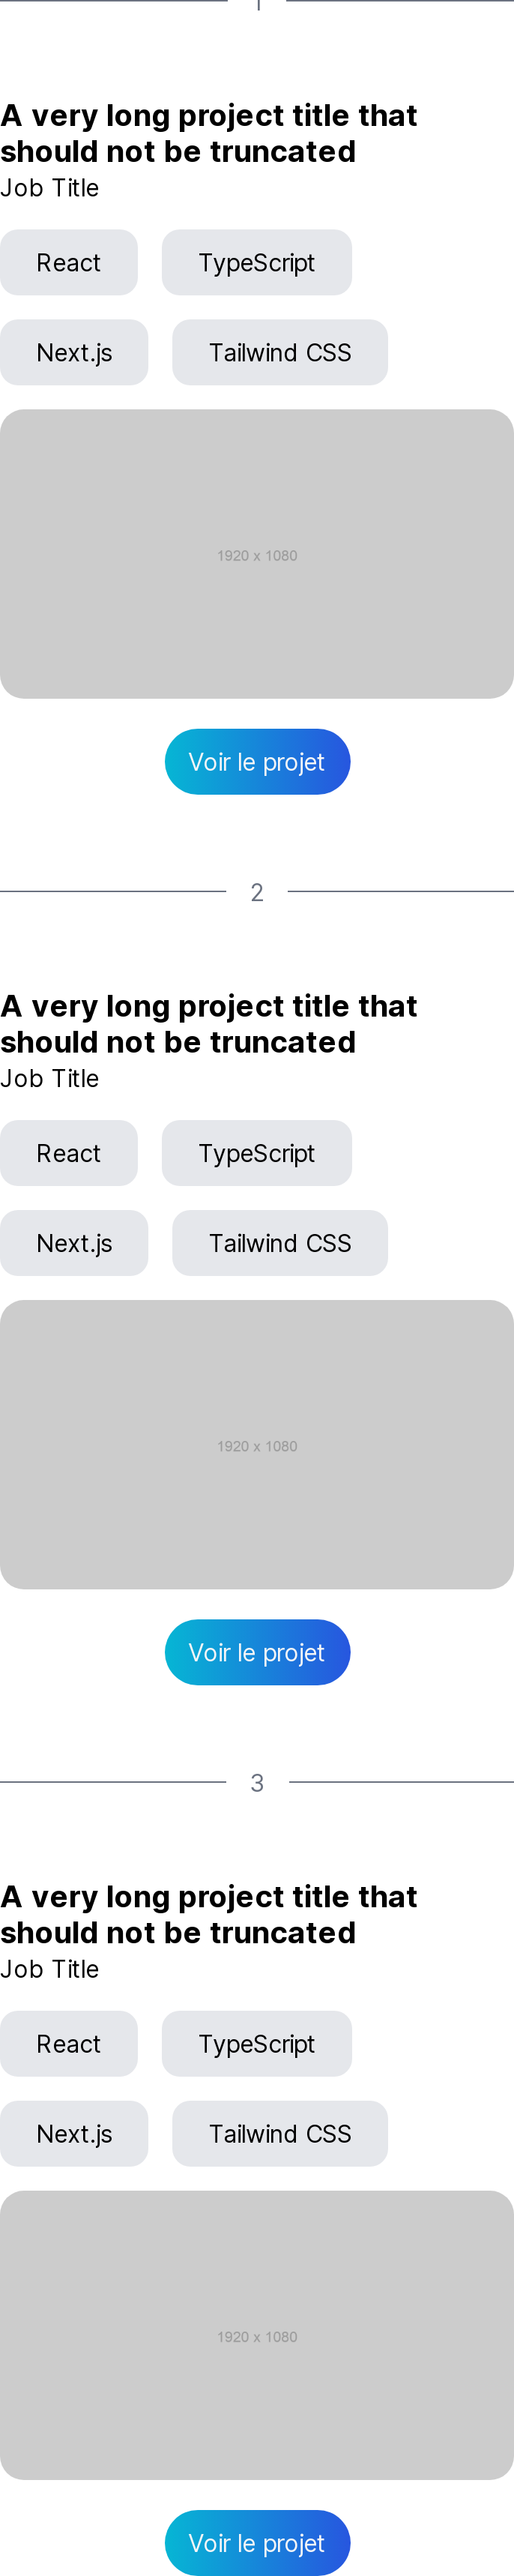 1
A very long project title that
should not be truncated
Job Title
React TypeScript
Next.js Tailwind CSS
1920 x 1080
Voir le projet
2
A very long project title that
should not be truncated
Job Title
React TypeScript
Next.js Tailwind CSS
1920 x 1080
Voir le projet
3
A very long project title that
should not be truncated
Job Title
React TypeScript
Next.js Tailwind CSS
1920 x 1080
Voir le projet